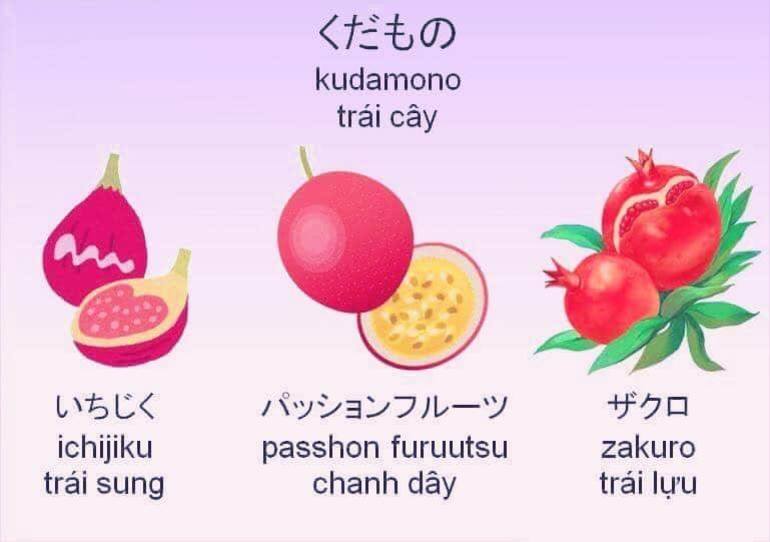 くだもの
kudamono
trái cây
いちじく
ichijiku
trái sung
パッションフルーツ
passhon furuutsu
chanh dây
ザクロ
zakuro
trái lựu